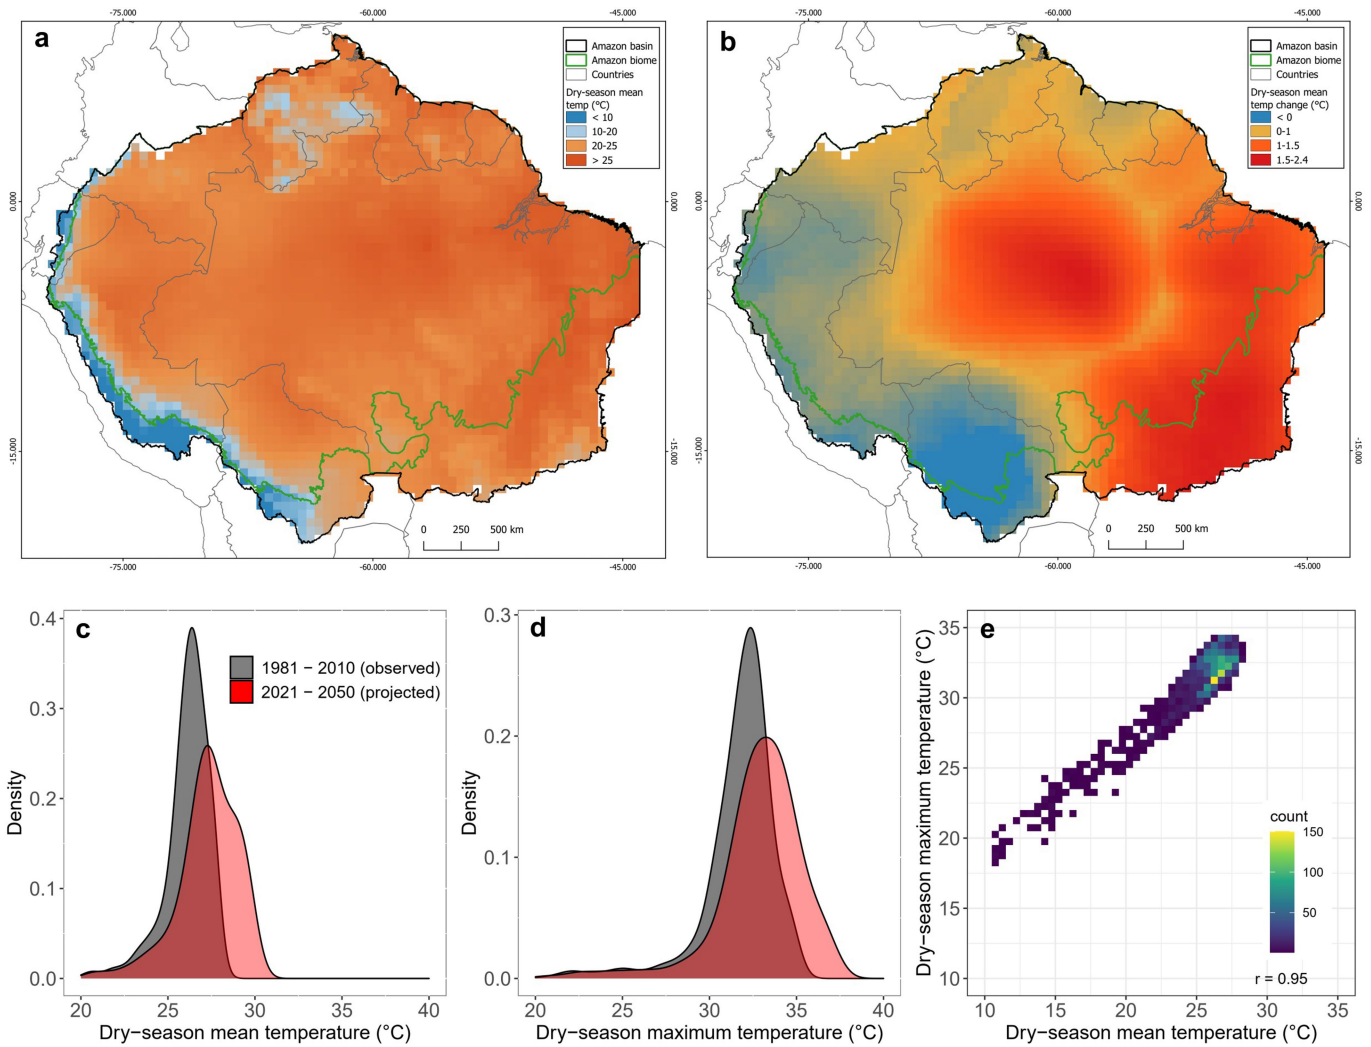 -75.000
-60.000
-45.000
a
Amazon basin
Amazon biome
Countries
Dry-season mean
temp (°C)
< 10
10-20
20-25
> 25
0.000
0.000
-15.000
-15.000
0 250 500 km
-75.000
-60.000
-45.000
-75.000
-60.000
-45.000
b
Amazon basin
Amazon biome
Countries
Dry-season mean
temp change (°C)
< 0
0-1
1-1.5
1.5-2.4
0.000
0.000
-15.000
-15.000
0 250 500 km
-75.000
-60.000
-45.000
c
1981 − 2010 (observed)
2021 − 2050 (projected)
Density
0.4
0.3
0.2
0.1
0.0
20 25 30 35 40
Dry−season mean temperature (°C)
d
Density
0.3
0.2
0.1
0.0
20 25 30 35 40
Dry−season maximum temperature (°C)
e
Dry−season maximum temperature (°C)
35
30
25
20
15
10
count
150
100
50
r = 0.95
10 15 20 25 30 35
Dry−season mean temperature (°C)